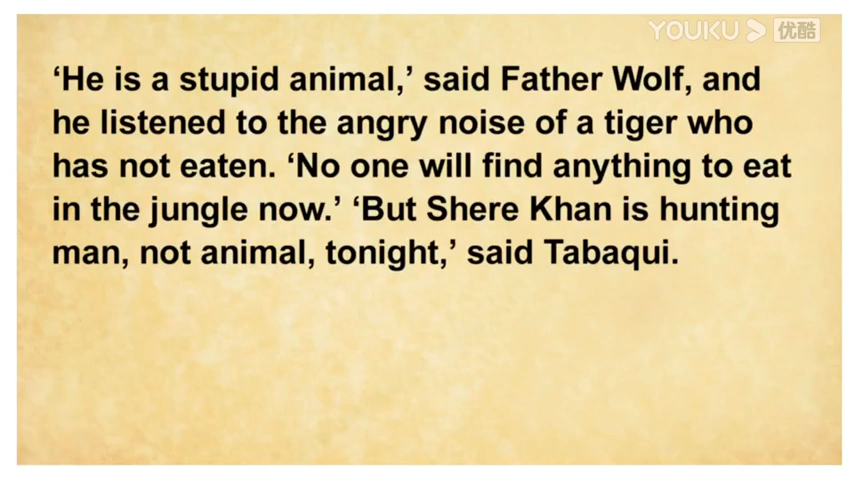 YOUKU 优酷
‘He is a stupid animal,’ said Father Wolf, and
he listened to the angry noise of a tiger who
has not eaten. ‘No one will find anything to eat
in the jungle now.’ ‘But Shere Khan is hunting
man, not animal, tonight,’ said Tabaqui.